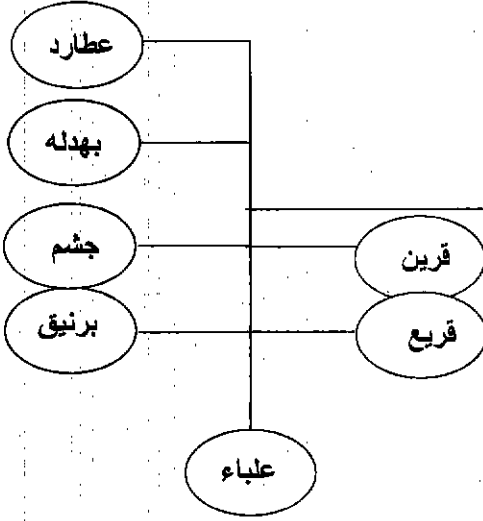 عطارد
بهدله
قرين
جشم
قريع
برنيق
علباء